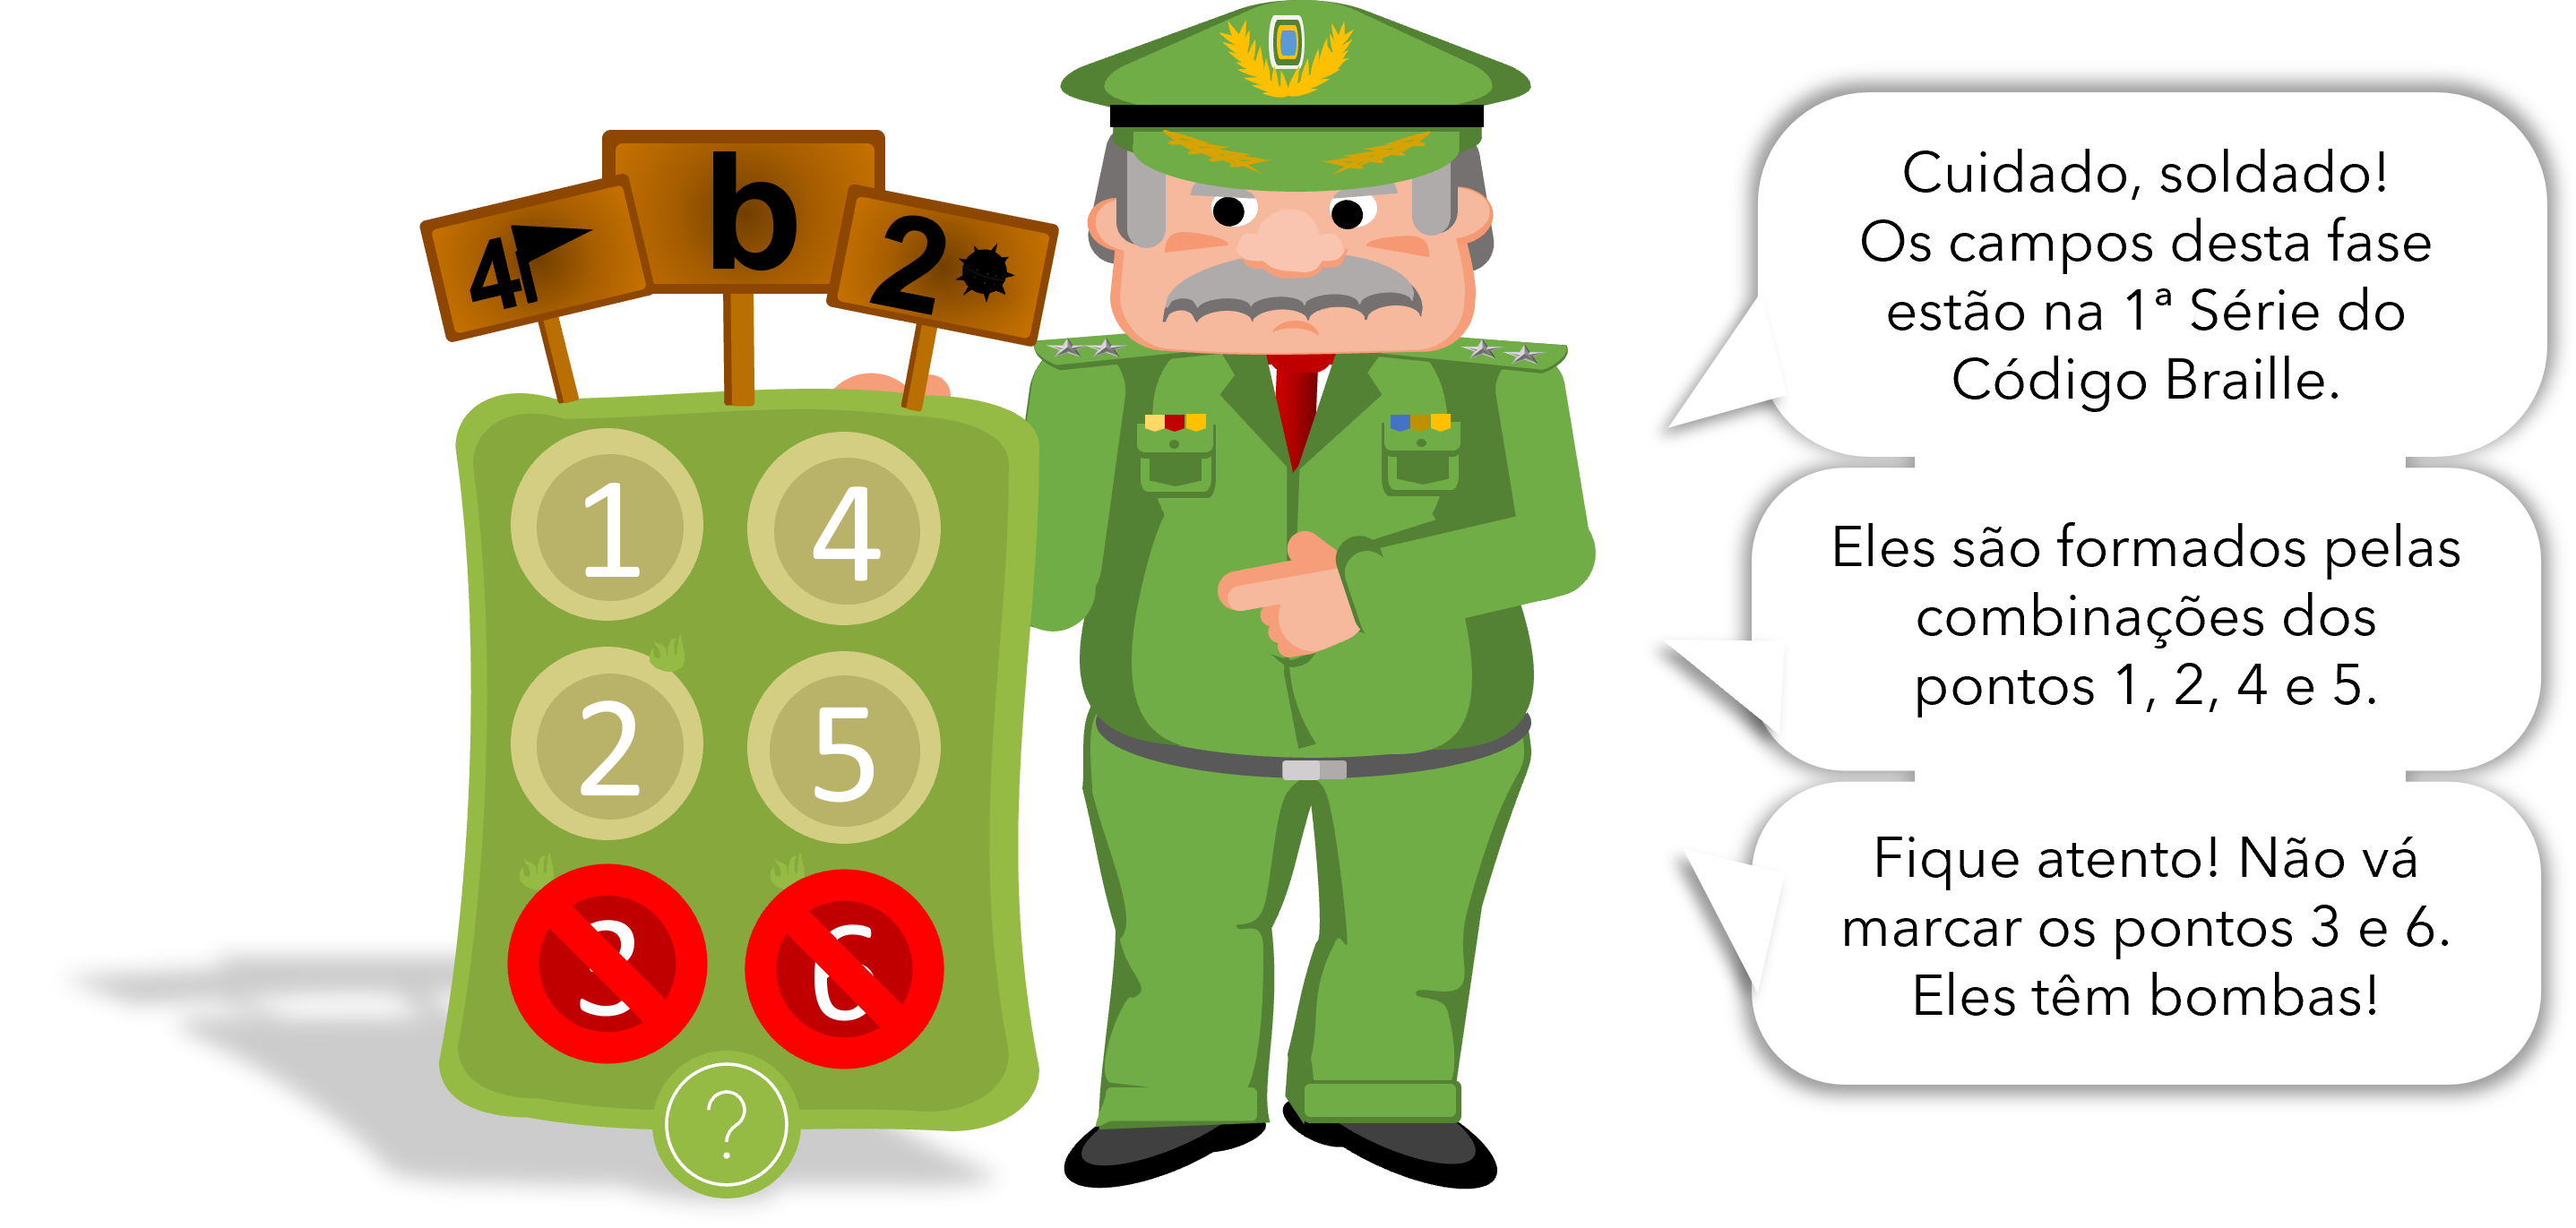 4
b
2
1 4
2 5
3 6
?
Cuidado, soldado!
Os campos desta fase
estão na 1ª Série do
Código Braille.
Eles são formados pelas
combinações dos
pontos 1, 2, 4 e 5.
Fique atento! Não vá
marcar os pontos 3 e 6.
Eles têm bombas!